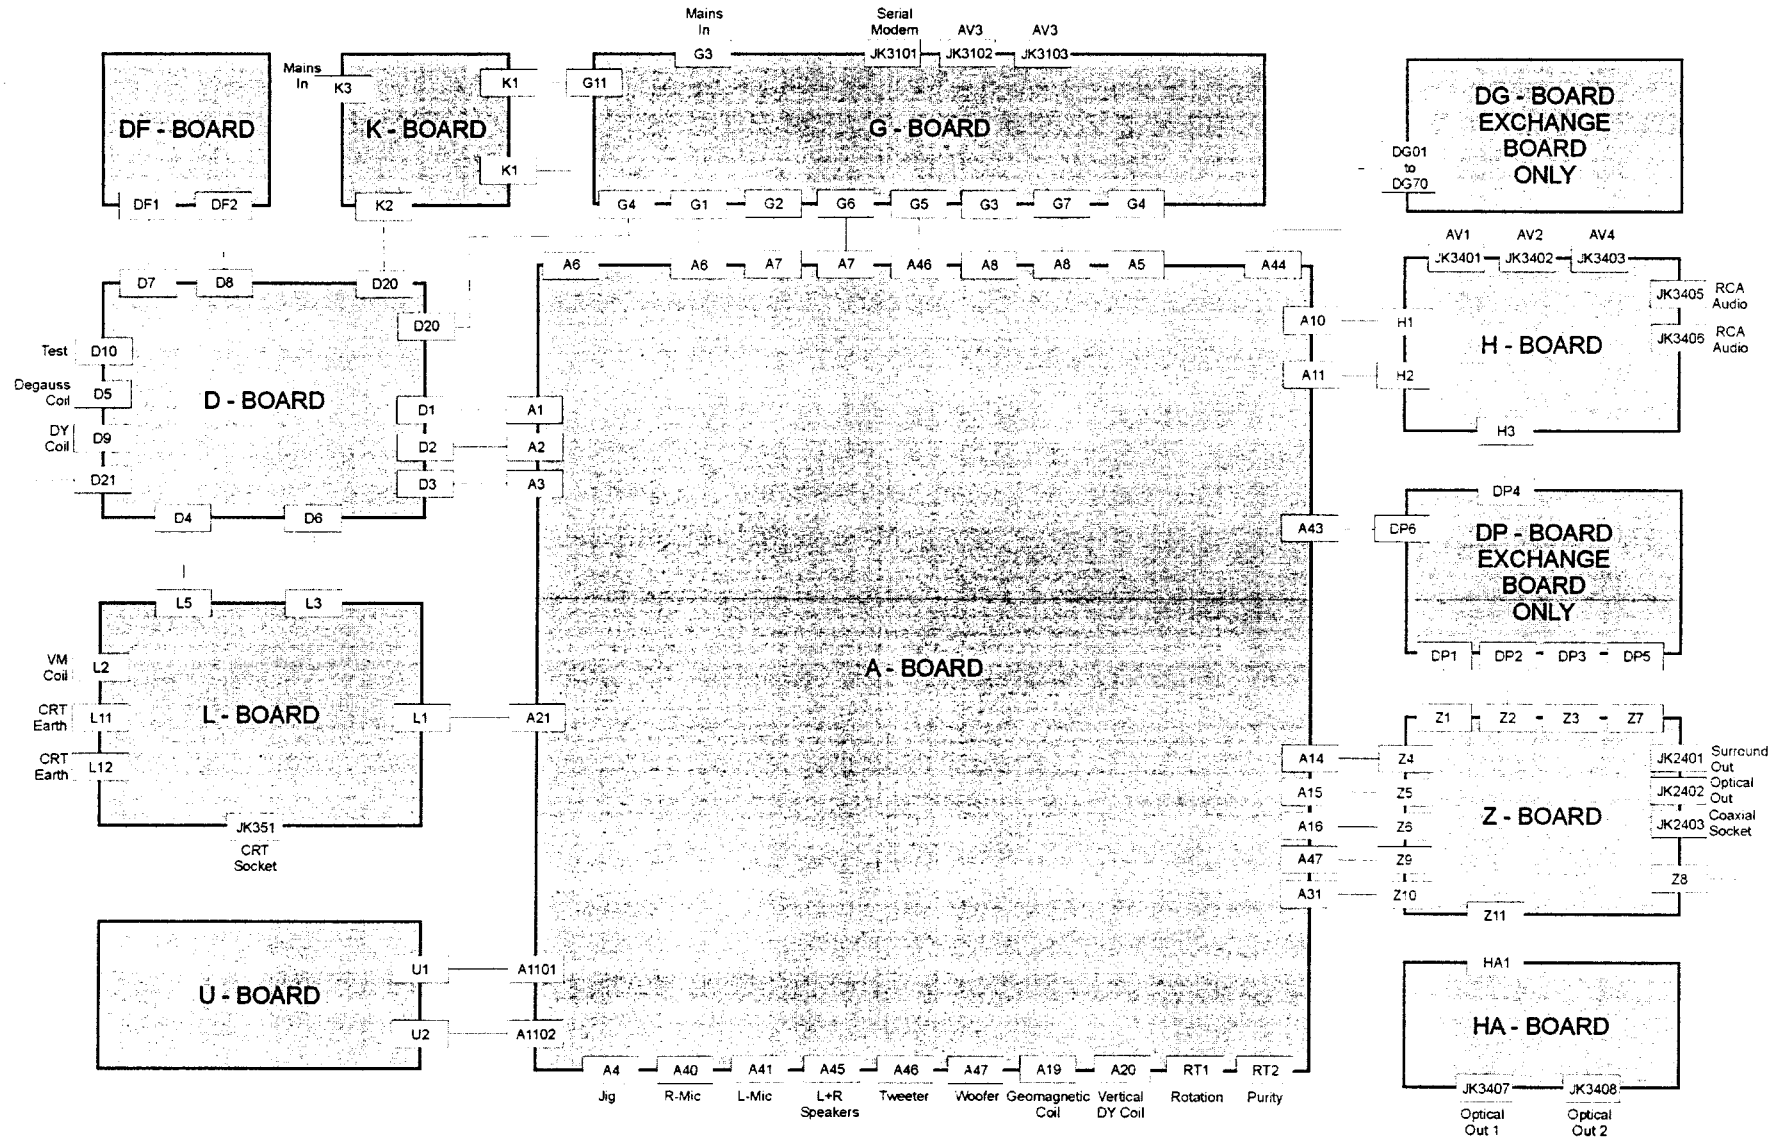 Mains
In
Serial
Modem
AV3
AV3
G3
JK3101
JK3102
JK3103
Mains
In
K3
K1
G11
DF - BOARD
K - BOARD
G - BOARD
DG - BOARD
EXCHANGE
BOARD
ONLY
DG01
to
DG70
K1
DF1
DF2
K2
G4
G1
G2
G6
G5
G3
G7
G4
AV1
AV2
AV4
JK3401
JK3402
JK3403
A6
A6
A7
A7
A46
A8
A8
A5
A44
D7
D8
D20
D20
JK3405
RCA
Audio
JK3406
RCA
Audio
A10
H1
A11
H2
H - BOARD
H3
Test
D10
Degauss
Coil
D5
DY
Coil
D9
D21
D - BOARD
D1
A1
D2
A2
D3
A3
D4
D6
A43
DP6
DP4
DP - BOARD
EXCHANGE
BOARD
ONLY
DP1
DP2
DP3
DP5
L5
L3
VM
Coil
L2
CRT
Earth
L11
CRT
Earth
L12
L - BOARD
L1
A21
JK351
CRT
Socket
A - BOARD
Z1
Z2
Z3
Z7
A14
Z4
A15
Z5
A16
Z6
A47
Z9
A31
Z10
Z - BOARD
JK2401
Surround
Out
JK2402
Optical
Out
JK2403
Coaxial
Socket
Z8
Z11
U - BOARD
U1
A1101
U2
A1102
HA1
HA - BOARD
JK3407
JK3408
Optical
Out 1
Optical
Out 2
A4
A40
A41
A45
A46
A47
A19
A20
RT1
RT2
Jig
R-Mic
L-Mic
L+R
Speakers
Tweeter
Woofer
Geomagnetic
Coil
Vertical
DY Coil
Rotation
Purity